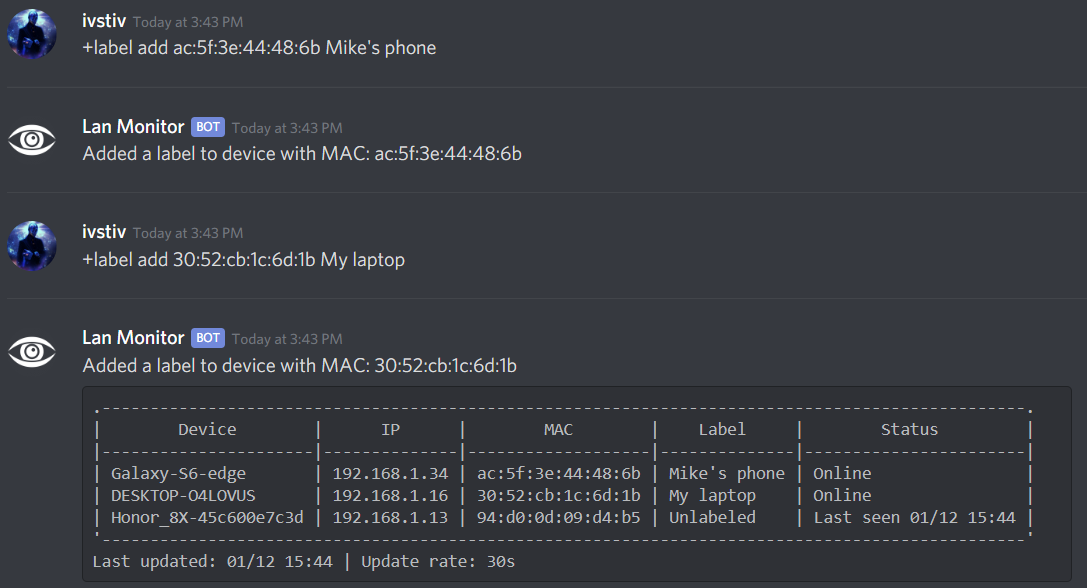 ivstiv Today at 3:43 PM
+label add ac:5f:3e:44:48:6b Mike's phone
Lan Monitor BOT Today at 3:43 PM
Added a label to device with MAC: ac:5f:3e:44:48:6b
ivstiv Today at 3:43 PM
+label add 30:52:cb:1c:6d:1b My laptop
Lan Monitor BOT Today at 3:43 PM
Added a label to device with MAC: 30:52:cb:1c:6d:1b
.------------------------------------------------------------------------------------------------.
|        Device        |      IP      |        MAC        |    Label     |        Status         |
|----------------------|--------------|-------------------|--------------|-----------------------|
| Galaxy-S6-edge       | 192.168.1.34 | ac:5f:3e:44:48:6b | Mike's phone | Online                |
| DESKTOP-O4LOVUS      | 192.168.1.16 | 30:52:cb:1c:6d:1b | My laptop    | Online                |
| Honor_8X-45c600e7c3d | 192.168.1.13 | 94:d0:0d:09:d4:b5 | Unlabeled    | Last seen 01/12 15:44 |
'------------------------------------------------------------------------------------------------'
Last updated: 01/12 15:44 | Update rate: 30s